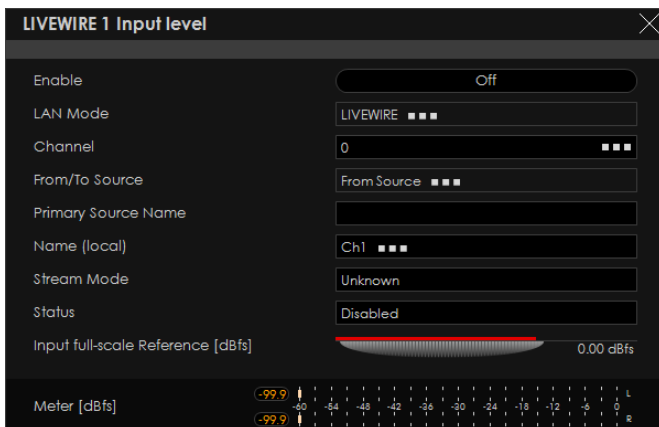 LIVEWIRE 1 Input level
Enable Off
LAN Mode LIVEWIRE
Channel 0
From/To Source From Source
Primary Source Name
Name (local) Ch1
Stream Mode Unknown
Status Disabled
Input full-scale Reference [dBfs] 0.00 dBfs
-99.9 L
Meter [dBfs] -60 -54 -48 -42 -36 -30 -24 -18 -12 -6 0
-99.9 R